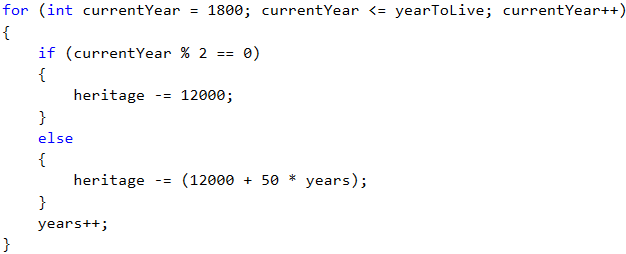 for (int currentYear = 1800; currentYear <= yearToLive; currentYear++)
{
    if (currentYear % 2 == 0)
    {
        heritage -= 12000;
    }
    else
    {
        heritage -= (12000 + 50 * years);
    }
    years++;
}